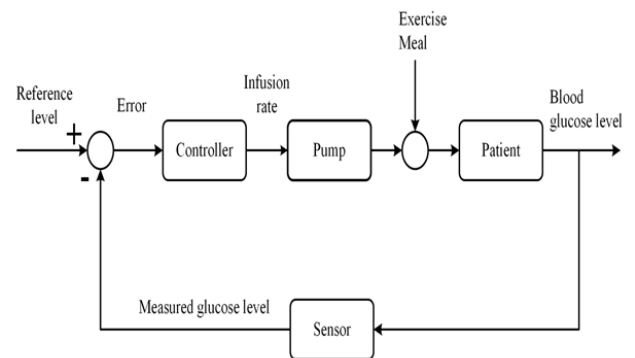 Exercise
Meal
Reference
level
+
-
Error
Controller
Infusion
rate
Pump
Patient
Blood
glucose level
Measured glucose level
Sensor